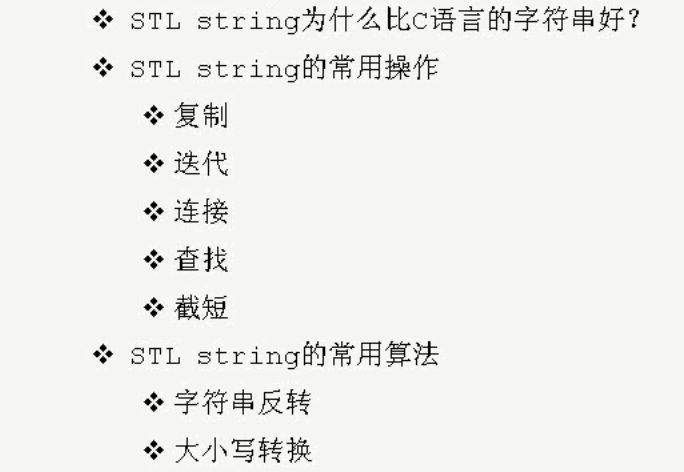 ❖ STL string为什么比C语言的字符串好？
❖ STL string的常用操作
❖ 复制
❖ 迭代
❖ 连接
❖ 查找
❖ 截短
❖ STL string的常用算法
❖ 字符串反转
❖ 大小写转换